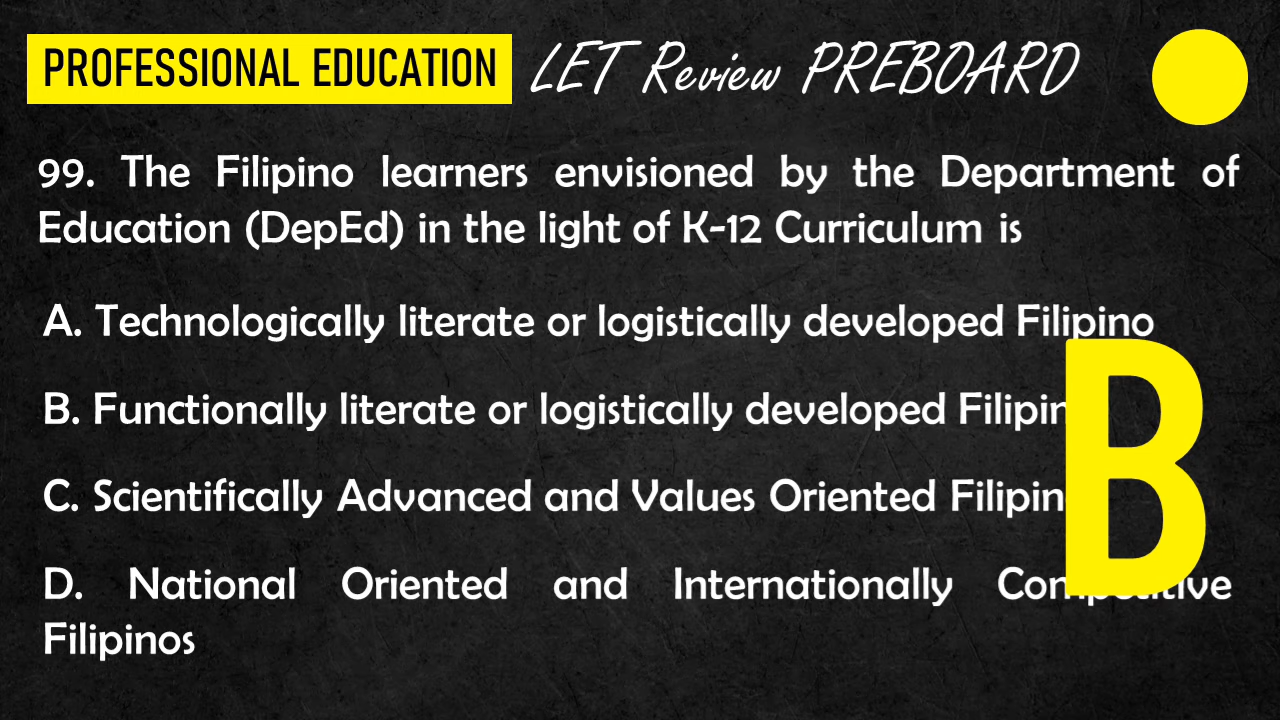 PROFESSIONAL EDUCATION LET Review PREBOARD
99. The Filipino learners envisioned by the Department of
Education (DepEd) in the light of K-12 Curriculum is
A. Technologically literate or logistically developed Filipino
B. Functionally literate or logistically developed
C. Scientifically Advanced and Values Oriented
B
D. National Oriented and Internationally Competitive
Filipinos